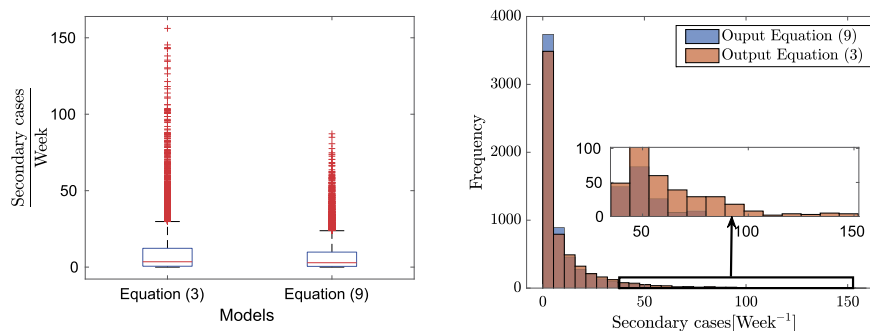 Secondary cases
Week
150
100
50
0
Equation (3)
Equation (9)
Models
Ouput Equation (9)
Output Equation (3)
Frequency
4000
3000
2000
1000
0
100
50
0
50
100
150
0
50
100
150
Secondary cases[Week⁻¹]